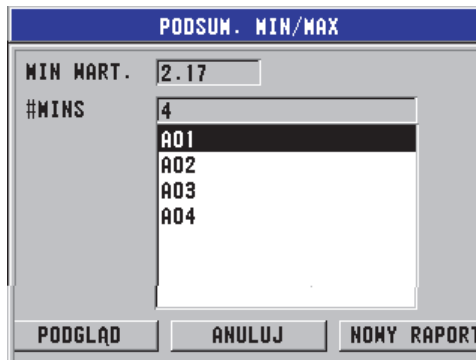 PODSUM. MIN/MAX
MIN WART. 2.17
#MINS 4
A01
A02
A03
A04
PODGLĄD ANULUJ NOWY RAPORT